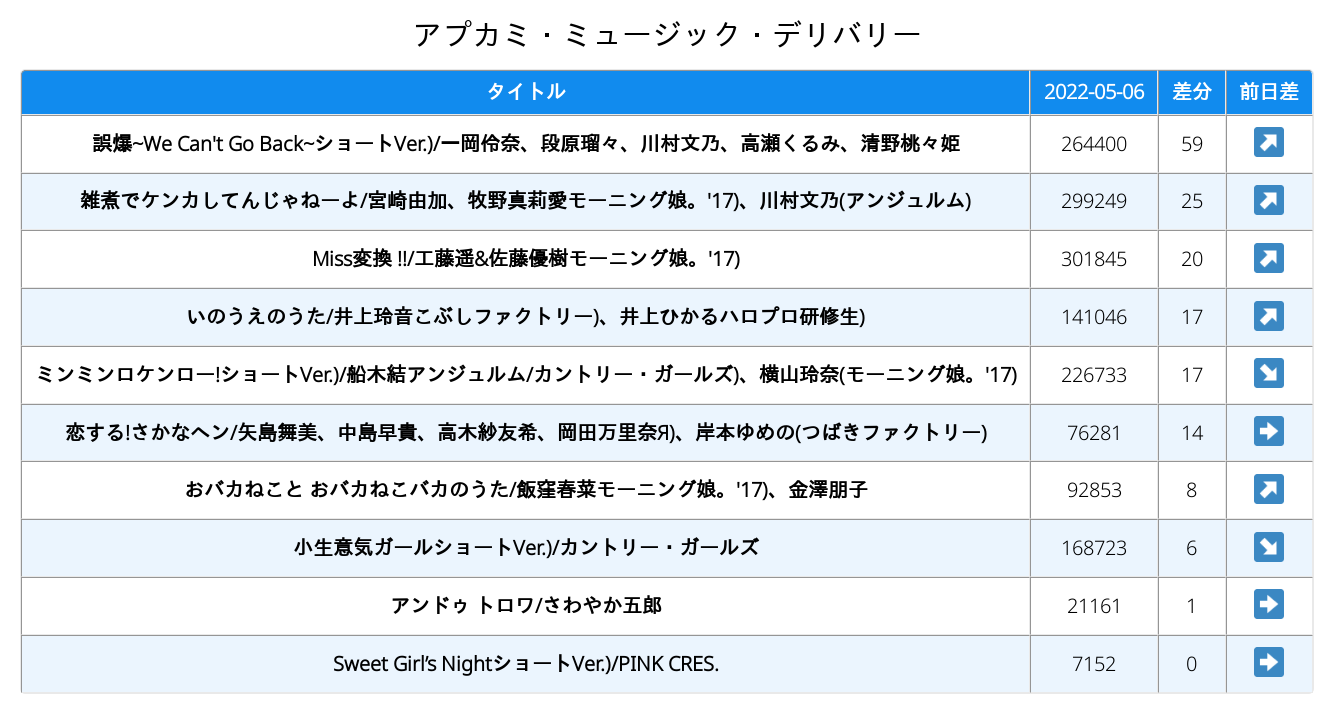 アプカミ・ミュージック・デリバリー
タイトル 2022-05-06 差分 前日差
誤爆~We Can't Go Back~ショートVer.)/一岡伶奈、段原瑠々、川村文乃、高瀬くるみ、清野桃々姫 264400 59
雑煮でケンカしてんじゃねーよ/宮崎由加、牧野真莉愛モーニング娘。'17)、川村文乃(アンジュルム) 299249 25
Miss変換 !!/工藤遥&佐藤優樹モーニング娘。'17) 301845 20
いのうえのうた/井上玲音こぶしファクトリー)、井上ひかるハロプロ研修生) 141046 17
ミンミンロケンロー!ショートVer.)/船木結アンジュルム/カントリー・ガールズ)、横山玲奈(モーニング娘。'17) 226733 17
恋する!さかなヘン/矢島舞美、中島早貴、高木紗友希、岡田万里奈Я)、岸本ゆめの(つばきファクトリー) 76281 14
おバカねこと おバカねこバカのうた/飯窪春菜モーニング娘。'17)、金澤朋子 92853 8
小生意気ガールショートVer.)/カントリー・ガールズ 168723 6
アンドゥ トロワ/さわやか五郎 21161 1
Sweet Girl’s NightショートVer.)/PINK CRES. 7152 0